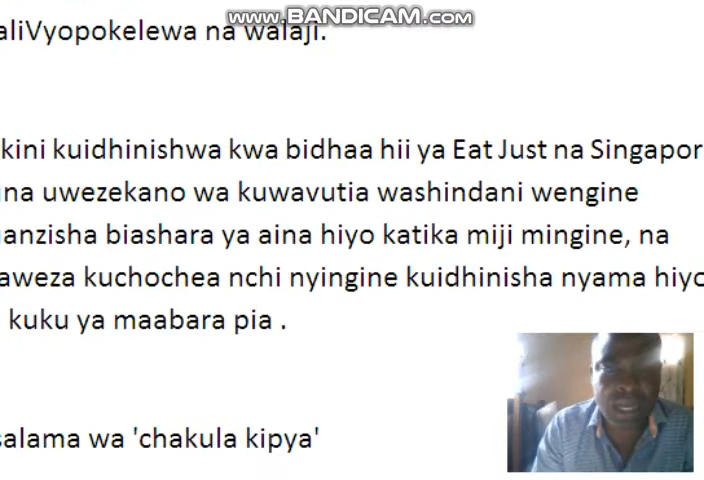 www.BANDICAM.com
aliVyopokelewa na walaji.
kini kuidhinishwa kwa bidhaa hii ya Eat Just na Singapor
na uwezekano wa kuwavutia washindani wengine
anzisha biashara ya aina hiyo katika miji mingine, na
aweza kuchochea nchi nyingine kuidhinisha nyama hiyo
kuku ya maabara pia .
salama wa 'chakula kipya'